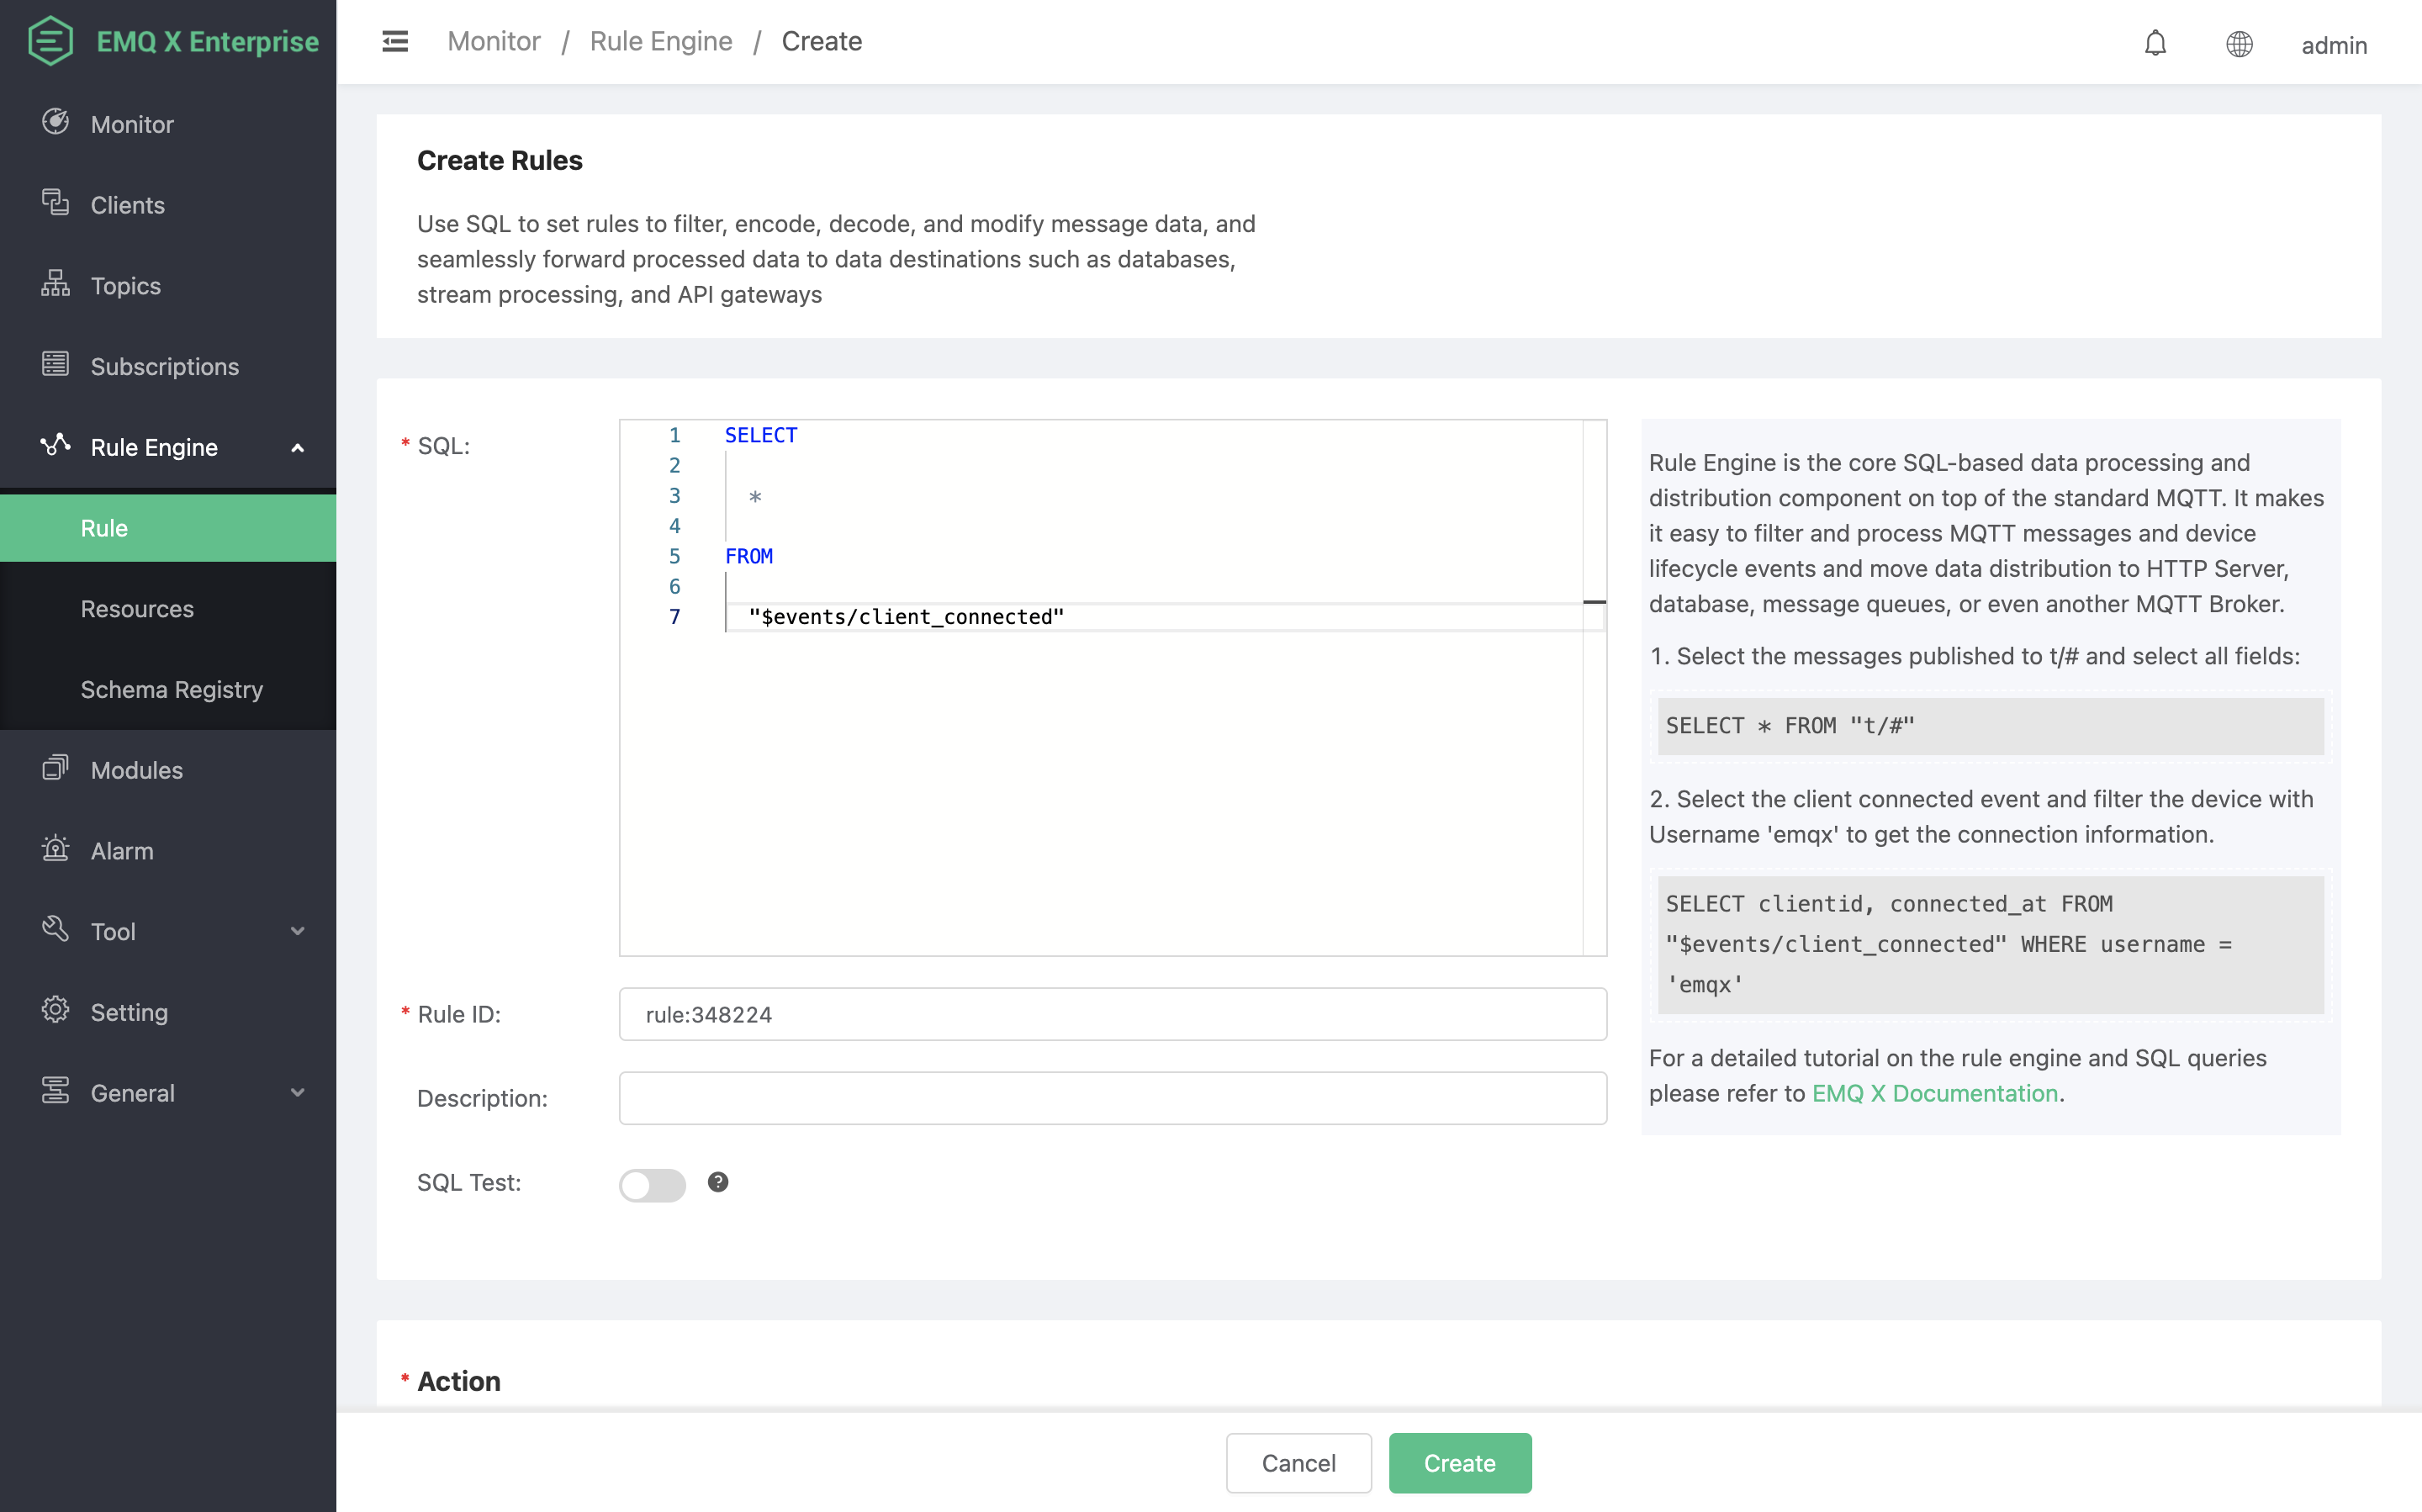 EMQ X Enterprise
Monitor / Rule Engine / Create
admin
Monitor
Clients
Topics
Subscriptions
Rule Engine
Rule
Resources
Schema Registry
Modules
Alarm
Tool
Setting
General
Create Rules
Use SQL to set rules to filter, encode, decode, and modify message data, and
seamlessly forward processed data to data destinations such as databases,
stream processing, and API gateways
* SQL:
1 SELECT
2
3 *
4
5 FROM
6
7 "$events/client_connected"
* Rule ID:
rule:348224
Description:
SQL Test:
?
Rule Engine is the core SQL-based data processing and
distribution component on top of the standard MQTT. It makes
it easy to filter and process MQTT messages and device
lifecycle events and move data distribution to HTTP Server,
database, message queues, or even another MQTT Broker.
1. Select the messages published to t/# and select all fields:
SELECT * FROM "t/#"
2. Select the client connected event and filter the device with
Username 'emqx' to get the connection information.
SELECT clientid, connected_at FROM
"$events/client_connected" WHERE username =
'emqx'
For a detailed tutorial on the rule engine and SQL queries
please refer to EMQ X Documentation.
* Action
Cancel
Create